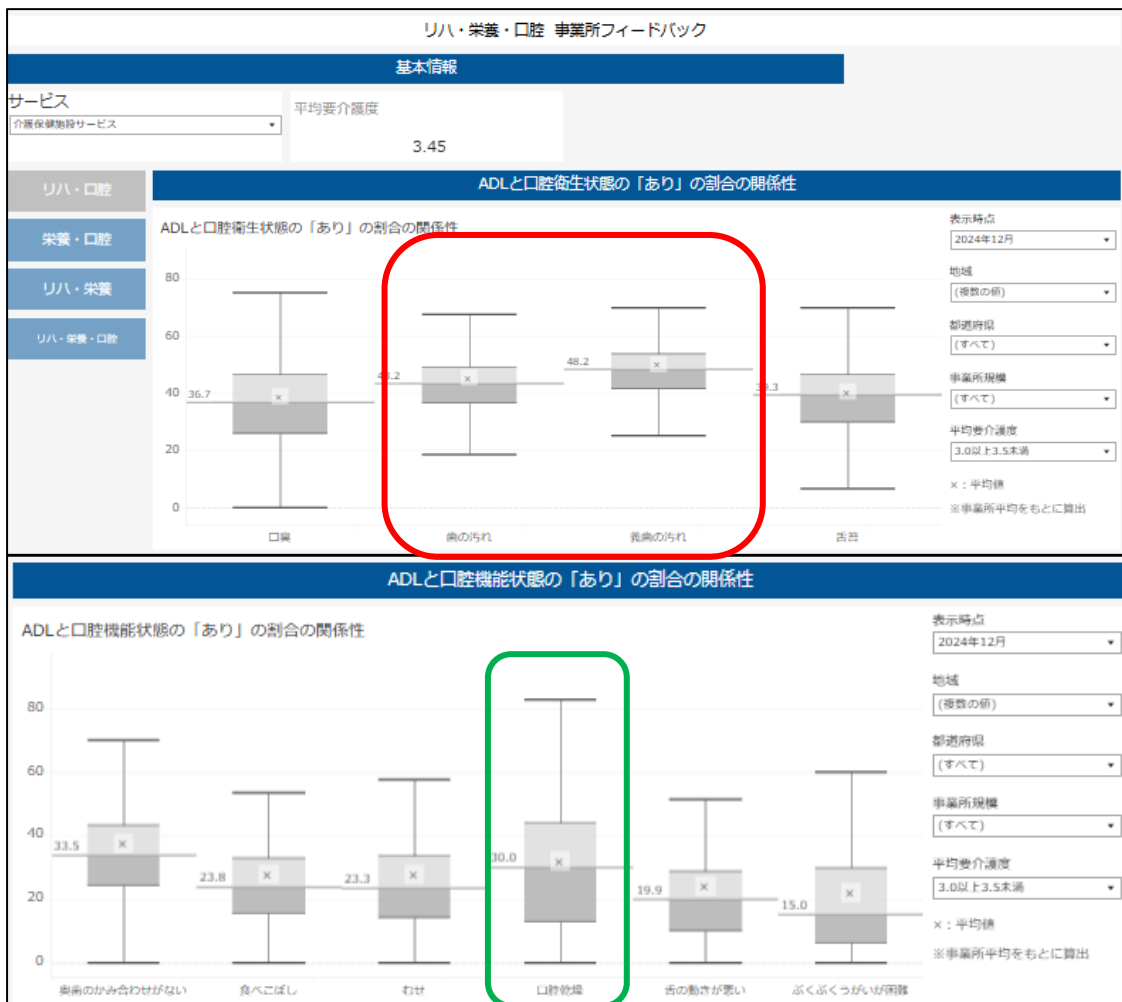 リハ・栄養・口腔 事業所フィードバック
基本情報
サービス
介護保健施設サービス
平均要介護度
3.45
リハ・口腔
栄養・口腔
リハ・栄養
リハ・栄養・口腔
ADLと口腔衛生状態の「あり」の割合の関係性
ADLと口腔衛生状態の「あり」の割合の関係性
80
60
40
20
0
36.7
48.2
39.3
×
×
×
×
口臭
歯の汚れ
義歯の汚れ
舌苔
表示時点
2024年12月
地域
(複数の値)
都道府県
(すべて)
事業所規模
(すべて)
平均要介護度
3.0以上3.5未満
×：平均値
※事業所平均をもとに算出
ADLと口腔機能状態の「あり」の割合の関係性
ADLと口腔機能状態の「あり」の割合の関係性
80
60
40
20
0
33.5
23.8
23.3
30.0
19.9
15.0
×
×
×
×
×
×
奥歯のかみ合わせがない
食べこぼし
むせ
口腔乾燥
舌の動きが悪い
ぶくぶくうがいが困難
表示時点
2024年12月
地域
(複数の値)
都道府県
(すべて)
事業所規模
(すべて)
平均要介護度
3.0以上3.5未満
×：平均値
※事業所平均をもとに算出